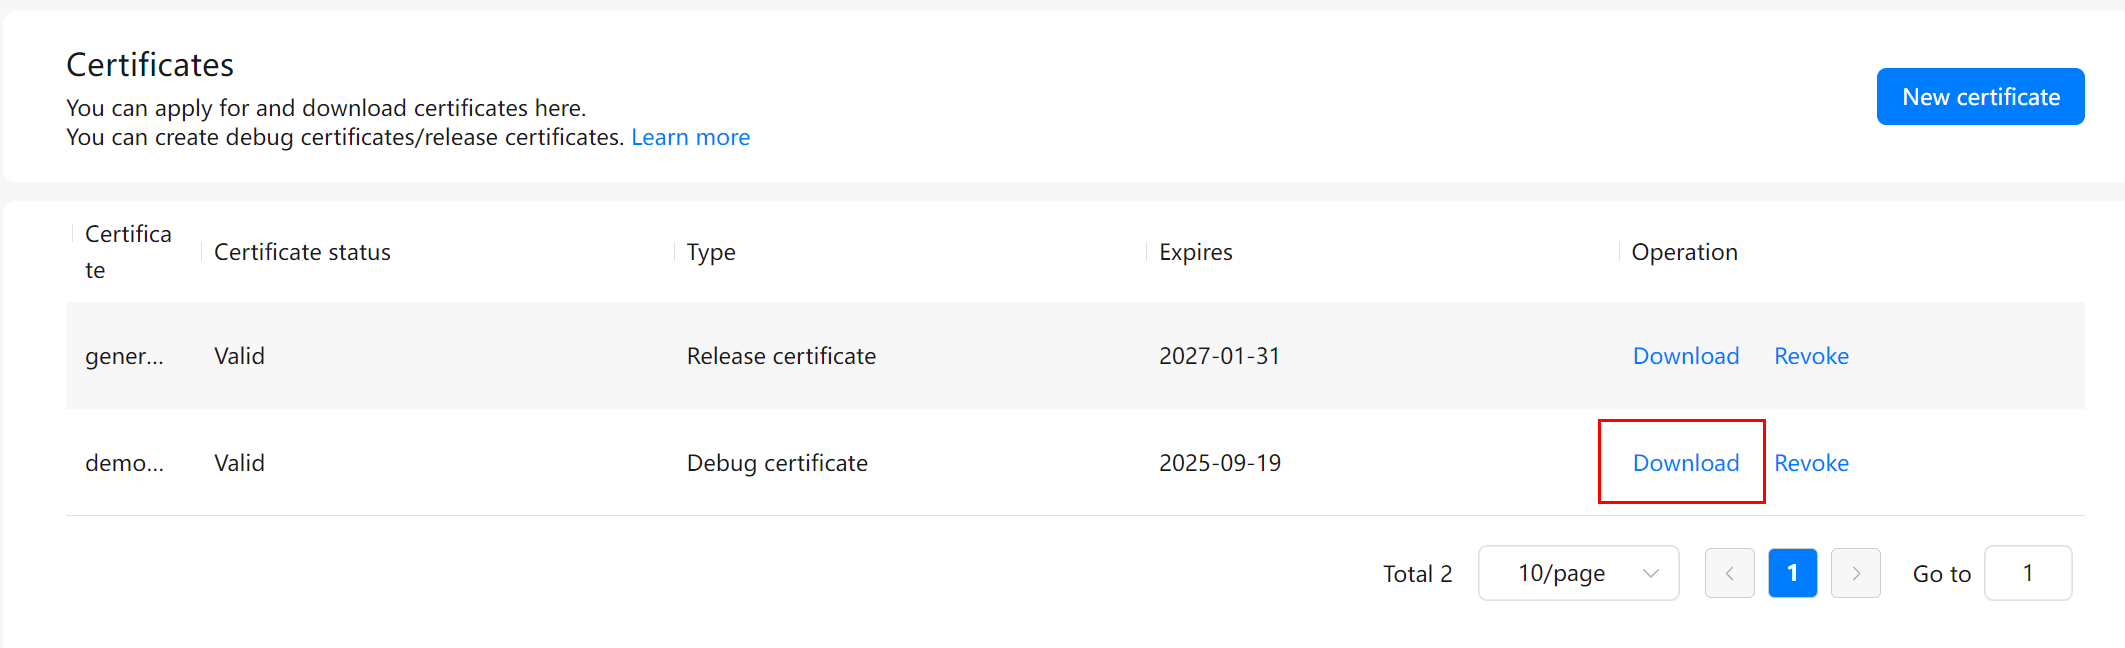 Certificates
You can apply for and download certificates here.
You can create debug certificates/release certificates. Learn more
New certificate
Certifica
te
Certificate status
Type
Expires
Operation
gener...
Valid
Release certificate
2027-01-31
Download
Revoke
demo...
Valid
Debug certificate
2025-09-19
Download
Revoke
Total 2
10/page
1
Go to
1